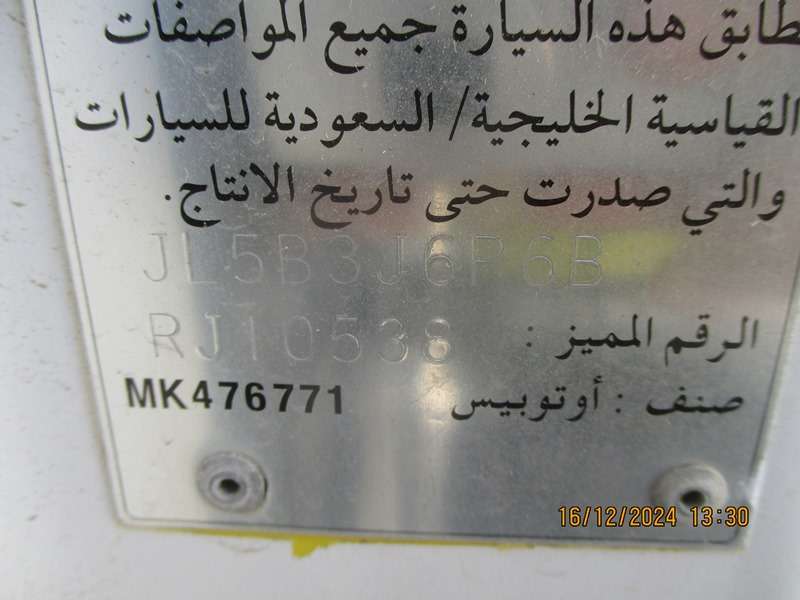 طابق هذه السيارة جميع المواصفات
القياسية الخليجية/ السعودية للسيارات
والتي صدرت حتى تاريخ الانتاج.
JL5B3J6P6B
RJ10538
الرقم المميز :
صنف : أوتوبيس
MK476771
16/12/2024 13:30